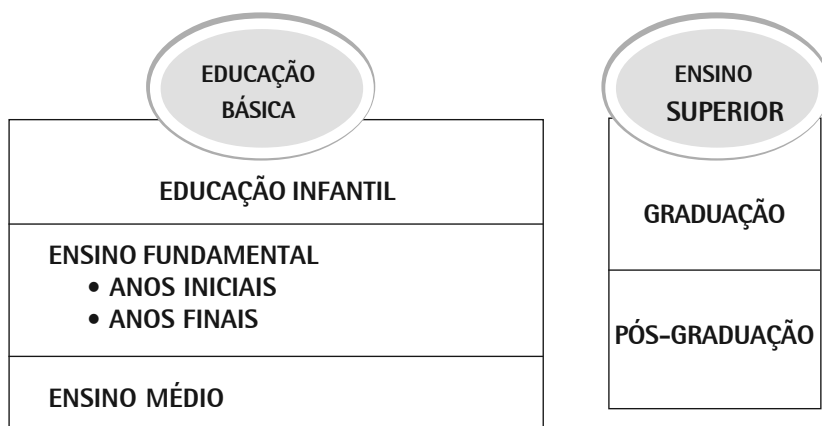 EDUCAÇÃO
BÁSICA
EDUCAÇÃO INFANTIL
ENSINO FUNDAMENTAL
• ANOS INICIAIS
• ANOS FINAIS
ENSINO MÉDIO
ENSINO
SUPERIOR
GRADUAÇÃO
PÓS-GRADUAÇÃO